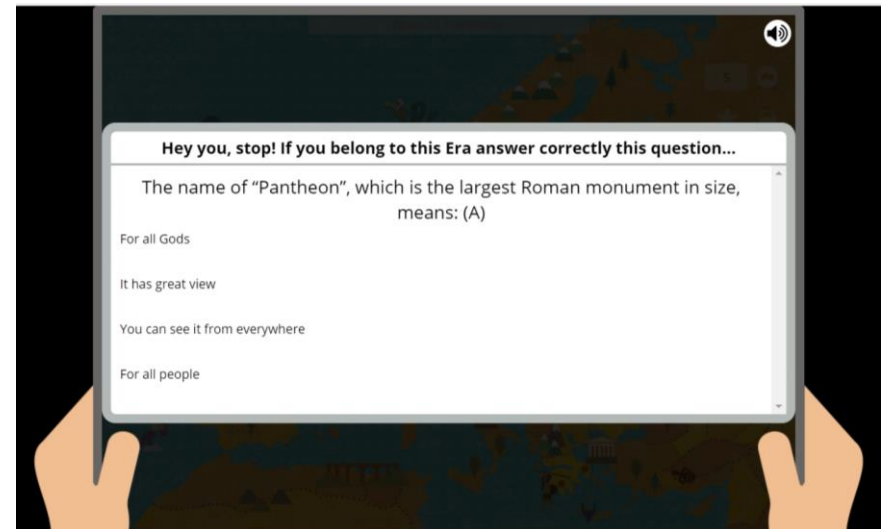 Hey you, stop! If you belong to this Era answer correctly this question...
The name of “Pantheon”, which is the largest Roman monument in size,
means: (A)
For all Gods
It has great view
You can see it from everywhere
For all people